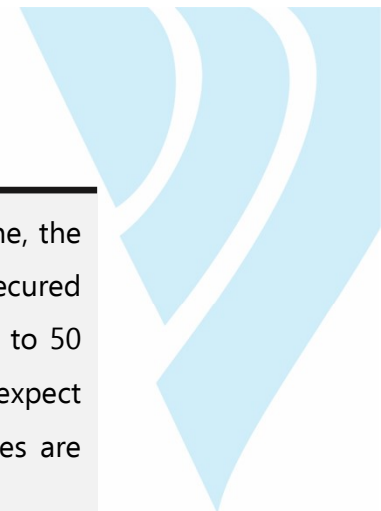 ne, the
ecured
to 50
expect
es are